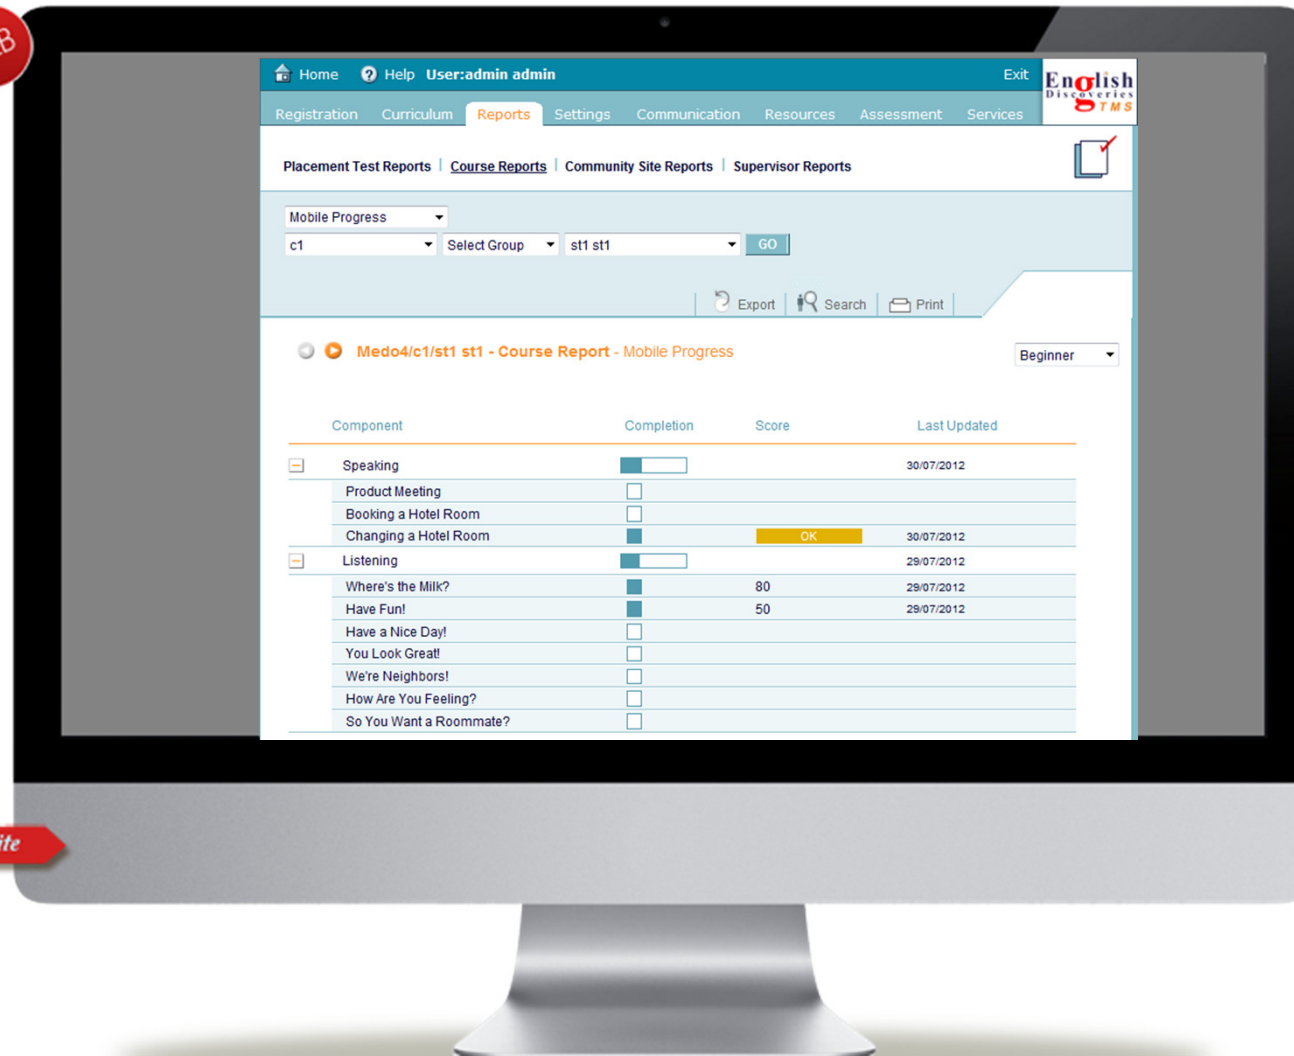 Home Help User:admin admin Exit
English
Discoveries
TMS
Registration Curriculum Reports Settings Communication Resources Assessment Services
Placement Test Reports | Course Reports | Community Site Reports | Supervisor Reports
Mobile Progress
c1 Select Group st1 st1 GO
Export Search Print
Medo4/c1/st1 st1 - Course Report - Mobile Progress
Beginner
Component Completion Score Last Updated
Speaking 30/07/2012
Product Meeting
Booking a Hotel Room
Changing a Hotel Room OK 30/07/2012
Listening 29/07/2012
Where's the Milk? 80 29/07/2012
Have Fun! 50 29/07/2012
Have a Nice Day!
You Look Great!
We're Neighbors!
How Are You Feeling?
So You Want a Roommate?